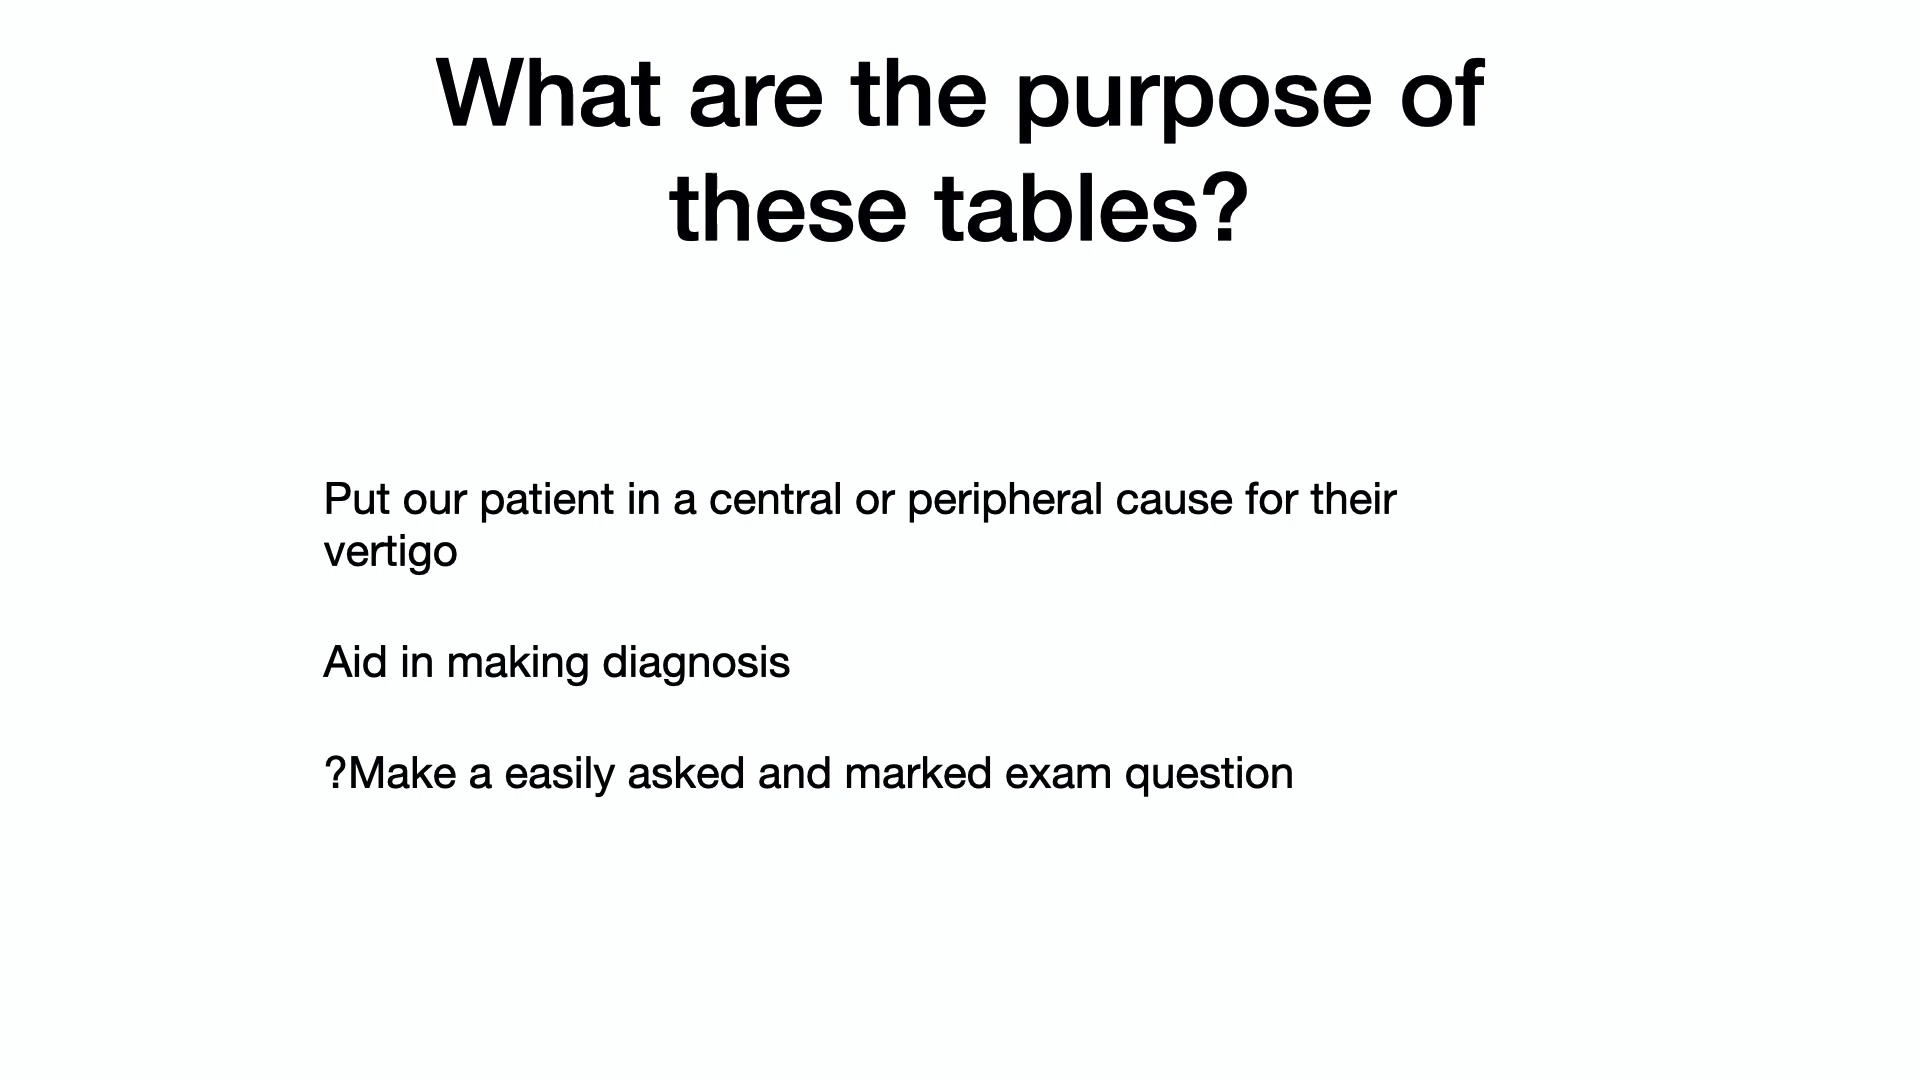 What are the purpose of
these tables?
Put our patient in a central or peripheral cause for their
vertigo
Aid in making diagnosis
?Make a easily asked and marked exam question